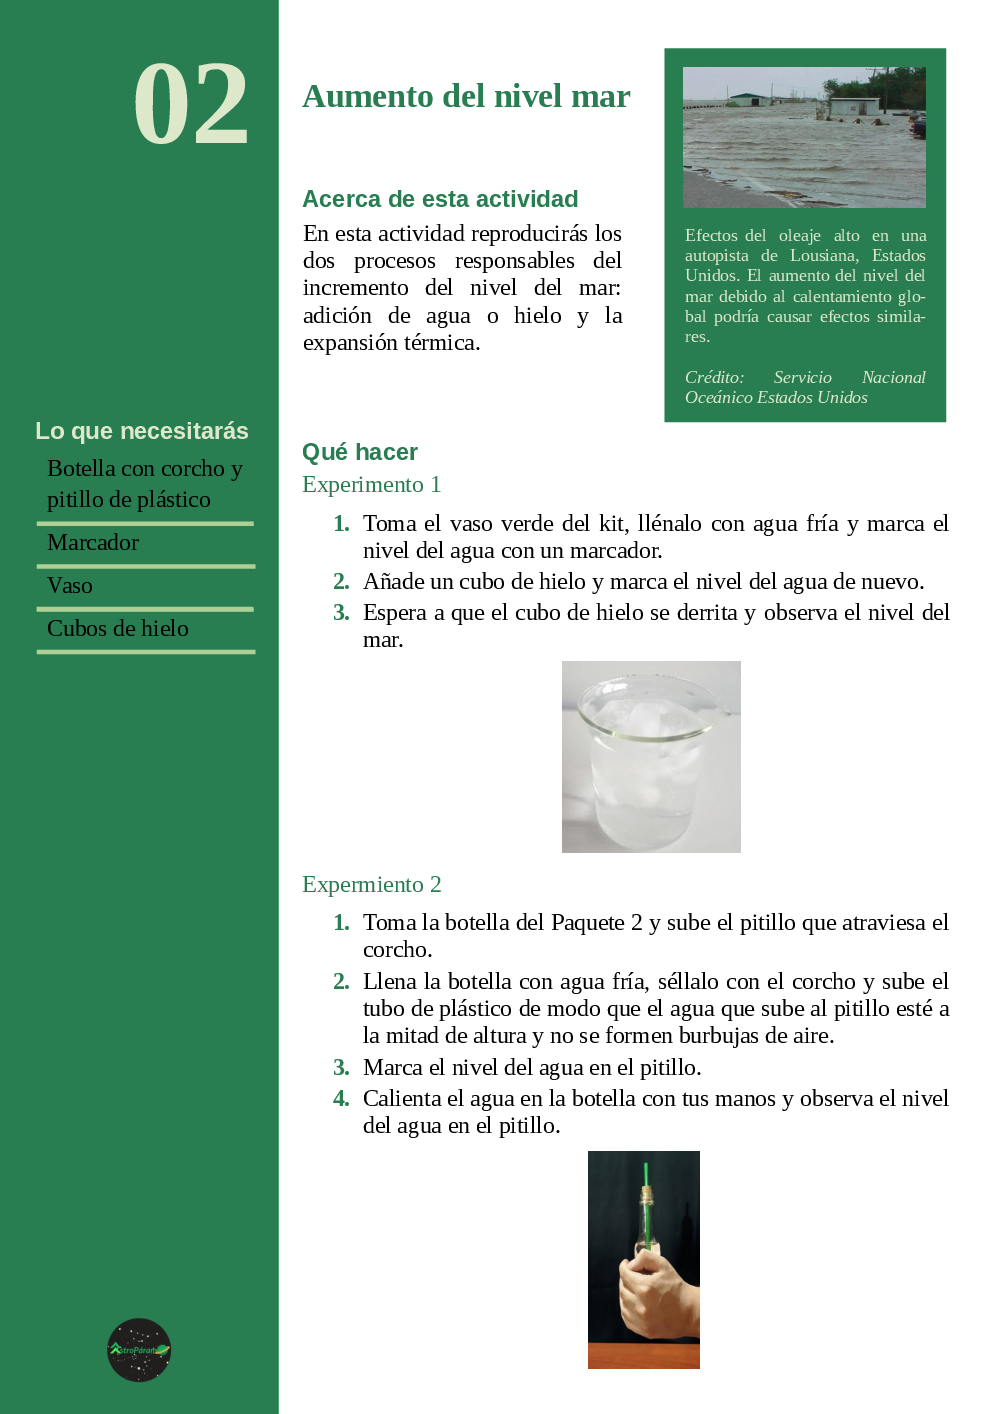 02
Aumento del nivel mar
Acerca de esta actividad
En esta actividad reproducirás los
dos procesos responsables del
incremento del nivel del mar:
adición de agua o hielo y la
expansión térmica.
Efectos del oleaje alto en una
autopista de Lousiana, Estados
Unidos. El aumento del nivel del
mar debido al calentamiento glo-
bal podría causar efectos simila-
res.
Crédito: Servicio Nacional
Oceánico Estados Unidos
Lo que necesitarás
Botella con corcho y
pitillo de plástico
Marcador
Vaso
Cubos de hielo
Qué hacer
Experimento 1
1. Toma el vaso verde del kit, llénalo con agua fría y marca el
nivel del agua con un marcador.
2. Añade un cubo de hielo y marca el nivel del agua de nuevo.
3. Espera a que el cubo de hielo se derrita y observa el nivel del
mar.
Expermiento 2
1. Toma la botella del Paquete 2 y sube el pitillo que atraviesa el
corcho.
2. Llena la botella con agua fría, séllalo con el corcho y sube el
tubo de plástico de modo que el agua que sube al pitillo esté a
la mitad de altura y no se formen burbujas de aire.
3. Marca el nivel del agua en el pitillo.
4. Calienta el agua en la botella con tus manos y observa el nivel
del agua en el pitillo.